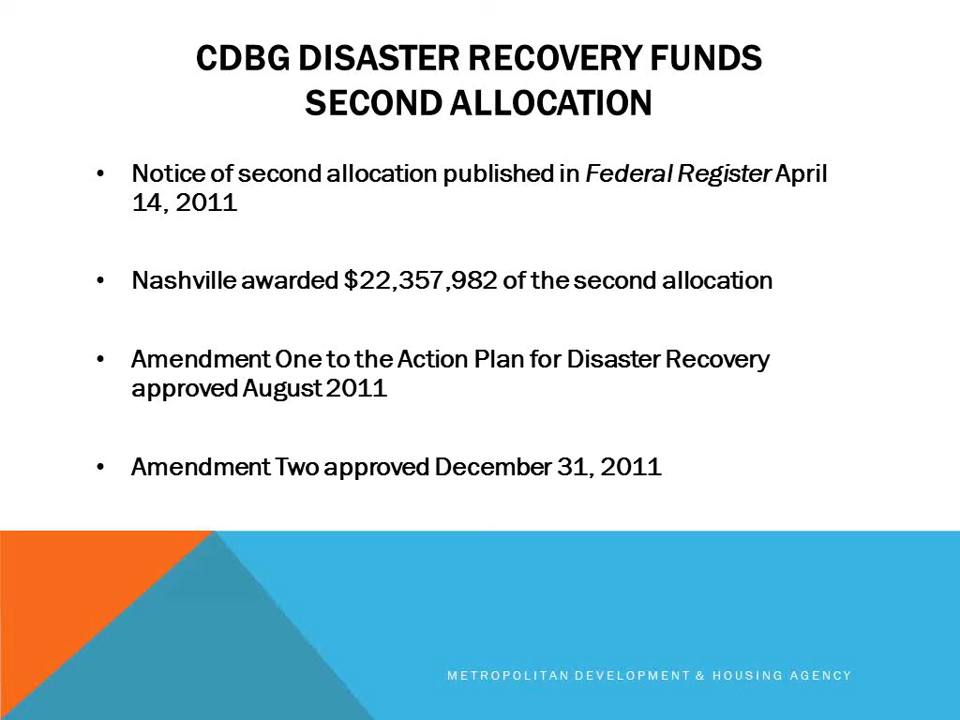 CDBG DISASTER RECOVERY FUNDS
SECOND ALLOCATION
• Notice of second allocation published in Federal Register April
14, 2011
• Nashville awarded $22,357,982 of the second allocation
• Amendment One to the Action Plan for Disaster Recovery
approved August 2011
• Amendment Two approved December 31, 2011
METROPOLITAN DEVELOPMENT & HOUSING AGENCY